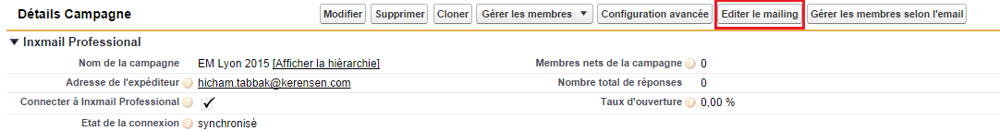 Détails Campagne Modifier Supprimer Cloner Gérer les membres Configuration avancée Editer le mailing Gérer les membres selon l'email
Inxmail Professional
Nom de la campagne EM Lyon 2015 [Afficher la hiérarchie] Membres nets de la campagne ? 0
Adresse de l'expéditeur ? hicham.tabbak@kerensen.com Nombre total de réponses 0
Connecter à Inxmail Professional ? ✓ Taux d'ouverture ? 0,00 %
Etat de la connexion ? synchronisé